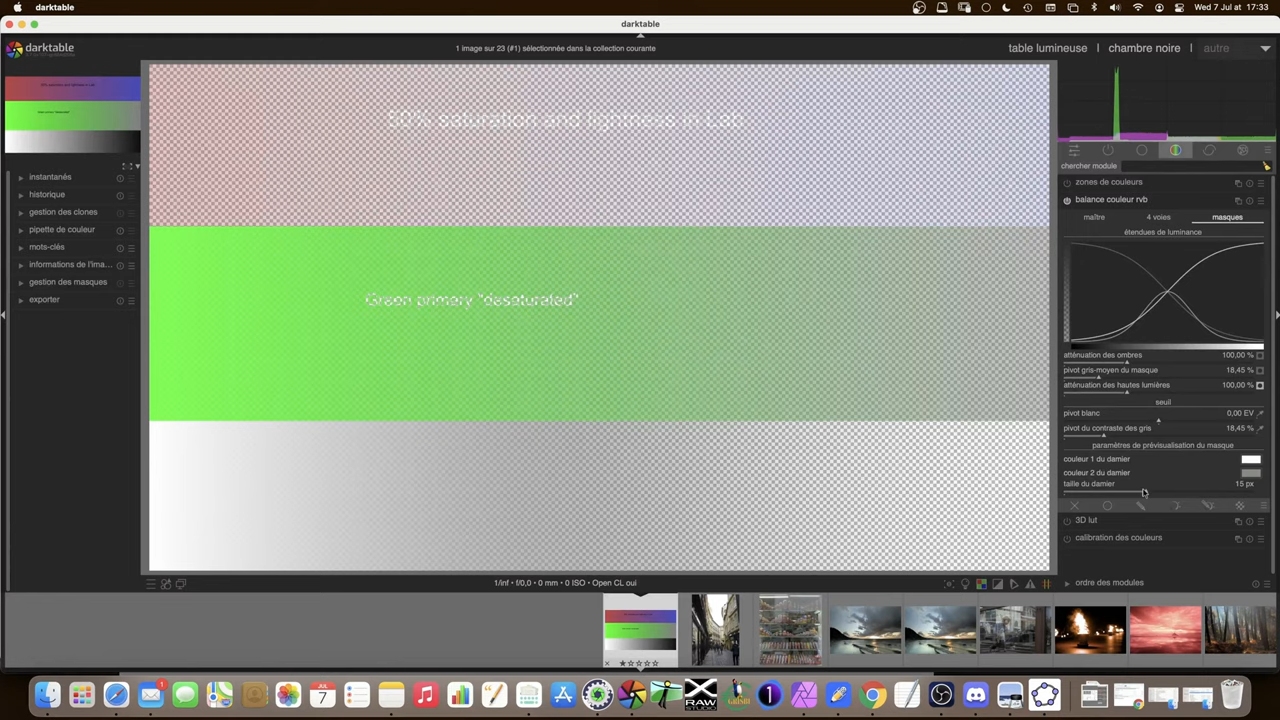 darktable
Wed 7 Jul at 17:33
darktable
darktable
1 image sur 23 (#1) sélectionnée dans la collection courante
table lumineuse | chambre noire | autre
50% saturation and lightness
Green primary "desaturated"
instantanés
historique
gestion des clones
pipette de couleur
mots-clés
informations de l'ima...
gestion des masques
exporter
chercher module
zones de couleurs
balance couleur rvb
maître 4 voies masques
étendues de luminance
atténuation des ombres 100,00 %
pivot gris-moyen du masque 18,45 %
atténuation des hautes lumières 100,00 %
seuil
pivot blanc 0,00 EV
pivot du contraste des gris 18,45 %
paramètres de prévisualisation du masque
couleur 1 du damier
couleur 2 du damier
taille du damier 15 px
3D lut
calibration des couleurs
ordre des modules
1/inf • f/0,0 • 0 mm • 0 ISO • Open CL oui
JUL
7
1
X
RAW
1